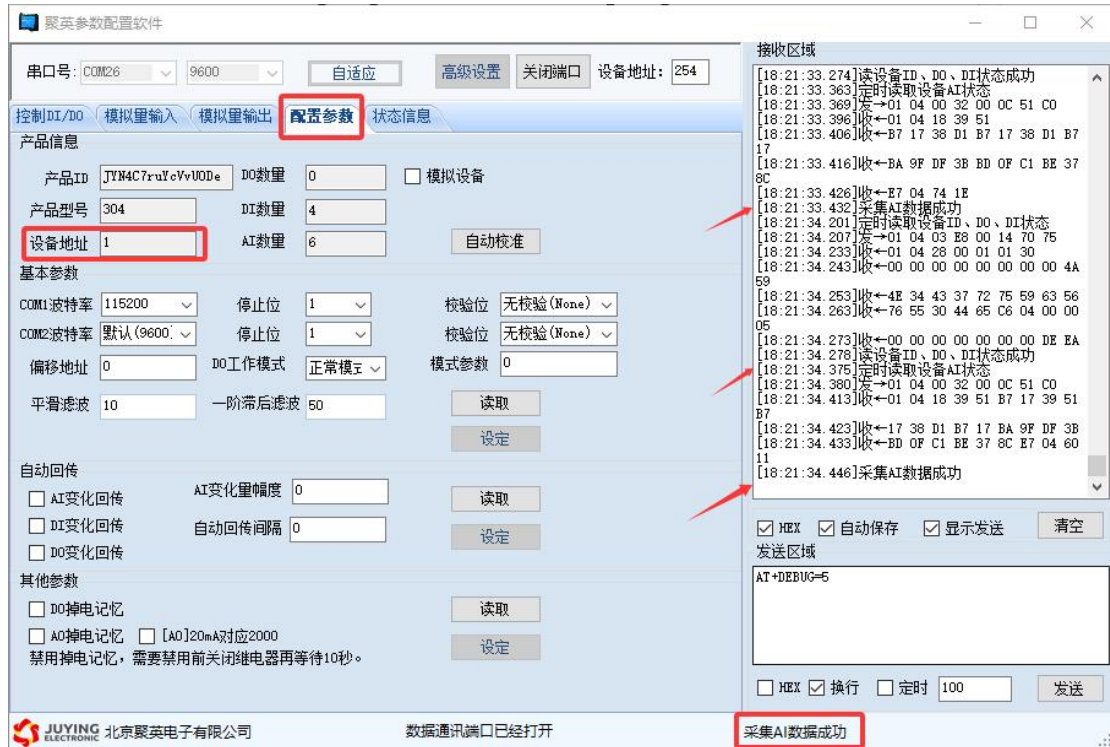 聚英参数配置软件
串口号: COM26 9600 自适应 高级设置 关闭端口 设备地址: 254
控制DI/DO 模拟量输入 模拟量输出 配置参数 状态信息
产品信息
产品ID JYN4C7ruYcVvU0De DO数量 0 模拟设备
产品型号 304 DI数量 4
设备地址 1 AI数量 6 自动校准
基本参数
COM1波特率 115200 停止位 1 校验位 无校验(None)
COM2波特率 默认(9600) 停止位 1 校验位 无校验(None)
偏移地址 0 DO工作模式 正常模式 模式参数 0
平滑滤波 10 一阶滞后滤波 50 读取
设定
自动回传
AI变化回传 AI变化量幅度 0 读取
DI变化回传 自动回传间隔 0 设定
DO变化回传
其他参数
DO掉电记忆 读取
AO掉电记忆 [AO]20mA对应2000 设定
禁用掉电记忆，需要禁用前关闭继电器再等待10秒。
接收区域
[18:21:33.274]读设备ID、DO、DI状态成功
[18:21:33.363]定时读取设备AI状态
[18:21:33.369]发→01 04 00 32 00 0C 51 C0
[18:21:33.396]收←01 04 18 39 51
[18:21:33.406]收←B7 17 38 D1 B7 17 38 D1 B7
17
[18:21:33.416]收←BA 9F DF 3B BD 0F C1 BE 37
8C
[18:21:33.426]收←E7 04 74 1E
[18:21:33.432]采集AI数据成功
[18:21:34.201]定时读取设备ID、DO、DI状态
[18:21:34.207]发→01 04 03 E8 00 14 70 75
[18:21:34.233]收←01 04 28 00 01 01 30
[18:21:34.243]收←00 00 00 00 00 00 00 00 4A
59
[18:21:34.253]收←4E 34 43 37 72 75 59 63 56
[18:21:34.263]收←76 55 30 44 65 C6 04 00 00
05
[18:21:34.273]收←00 00 00 00 00 00 00 DE EA
[18:21:34.278]读设备ID、DO、DI状态成功
[18:21:34.375]定时读取设备AI状态
[18:21:34.380]发→01 04 00 32 00 0C 51 C0
[18:21:34.413]收←01 04 18 39 51 B7 17 39 51
B7
[18:21:34.423]收←17 38 D1 B7 17 BA 9F DF 3B
[18:21:34.433]收←BD 0F C1 BE 37 8C E7 04 60
11
[18:21:34.446]采集AI数据成功
HEX 自动保存 显示发送 清空
发送区域
AT+DEBUG=5
HEX 换行 定时 100 发送
JUYING ELECTRONIC 北京聚英电子有限公司 数据通讯端口已经打开 采集AI数据成功